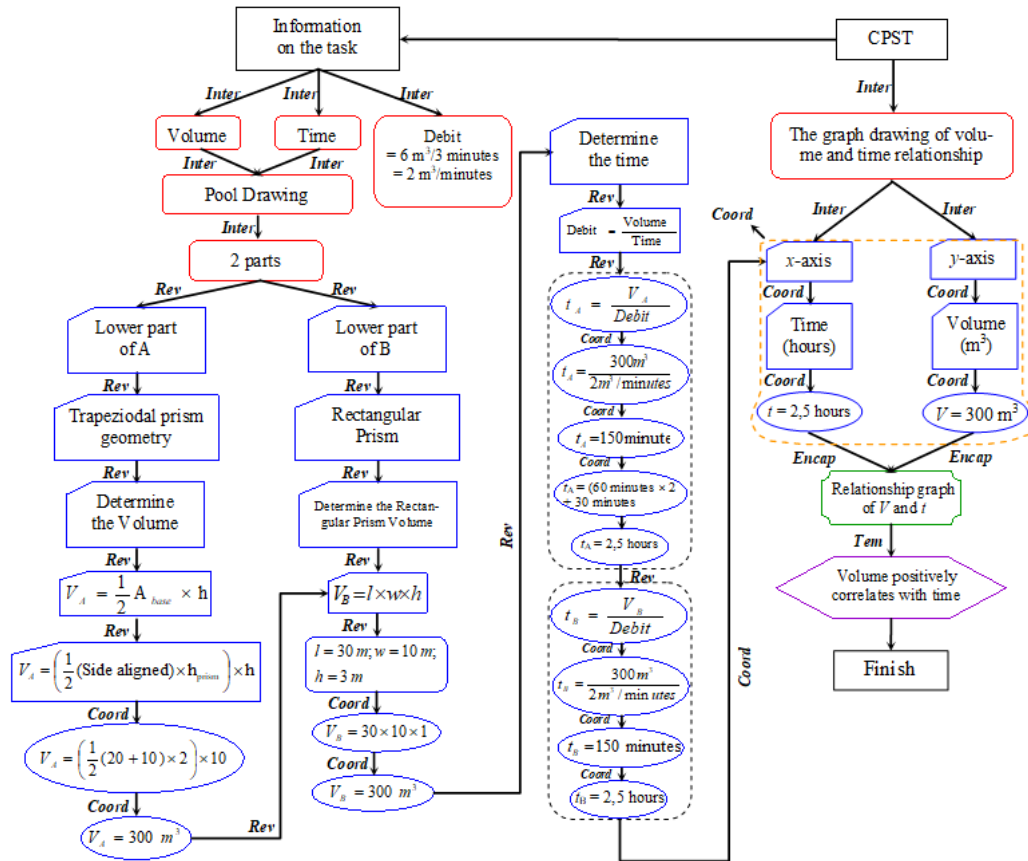 Information
on the task
CPST
Inter
Inter
Inter
Inter
Volume
Time
Debit
= 6 m³/3 minutes
= 2 m³/minutes
Inter
Inter
Pool Drawing
Inter
2 parts
Rev
Rev
Lower part
of A
Rev
Trapeziodal prism
geometry
Rev
Determine
the Volume
Rev
V_A = 1/2 A_base × h
Rev
V_A = (1/2 (Side aligned) × h_prism) × h
Coord
V_A = (1/2 (20 + 10) × 2) × 10
Coord
V_A = 300 m³
Rev
Lower part
of B
Rev
Rectangular
Prism
Rev
Determine the Rectan-
gular Prism Volume
Rev
V_B = l × w × h
Rev
l = 30 m; w = 10 m;
h = 3 m
Coord
V_B = 30 × 10 × 1
Coord
V_B = 300 m³
Rev
Determine
the time
Rev
Debit = Volume/Time
Rev
t_A = V_A/Debit
Coord
t_A = 300m³/2m³/minutes
Coord
t_A = 150minute
Coord
t_A = (60 minutes × 2
+ 30 minutes
Coord
t_A = 2,5 hours
Rev
t_B = V_B/Debit
Coord
t_B = 300m³/2m³/minutes
Coord
t_B = 150 minutes
Coord
t_B = 2,5 hours
Coord
The graph drawing of volu-
me and time relationship
Inter
Inter
Coord
x-axis
y-axis
Coord
Coord
Time
(hours)
Volume
(m³)
Coord
Coord
t = 2,5 hours
V = 300 m³
Encap
Encap
Relationship graph
of V and t
Tem
Volume positively
correlates with time
Finish